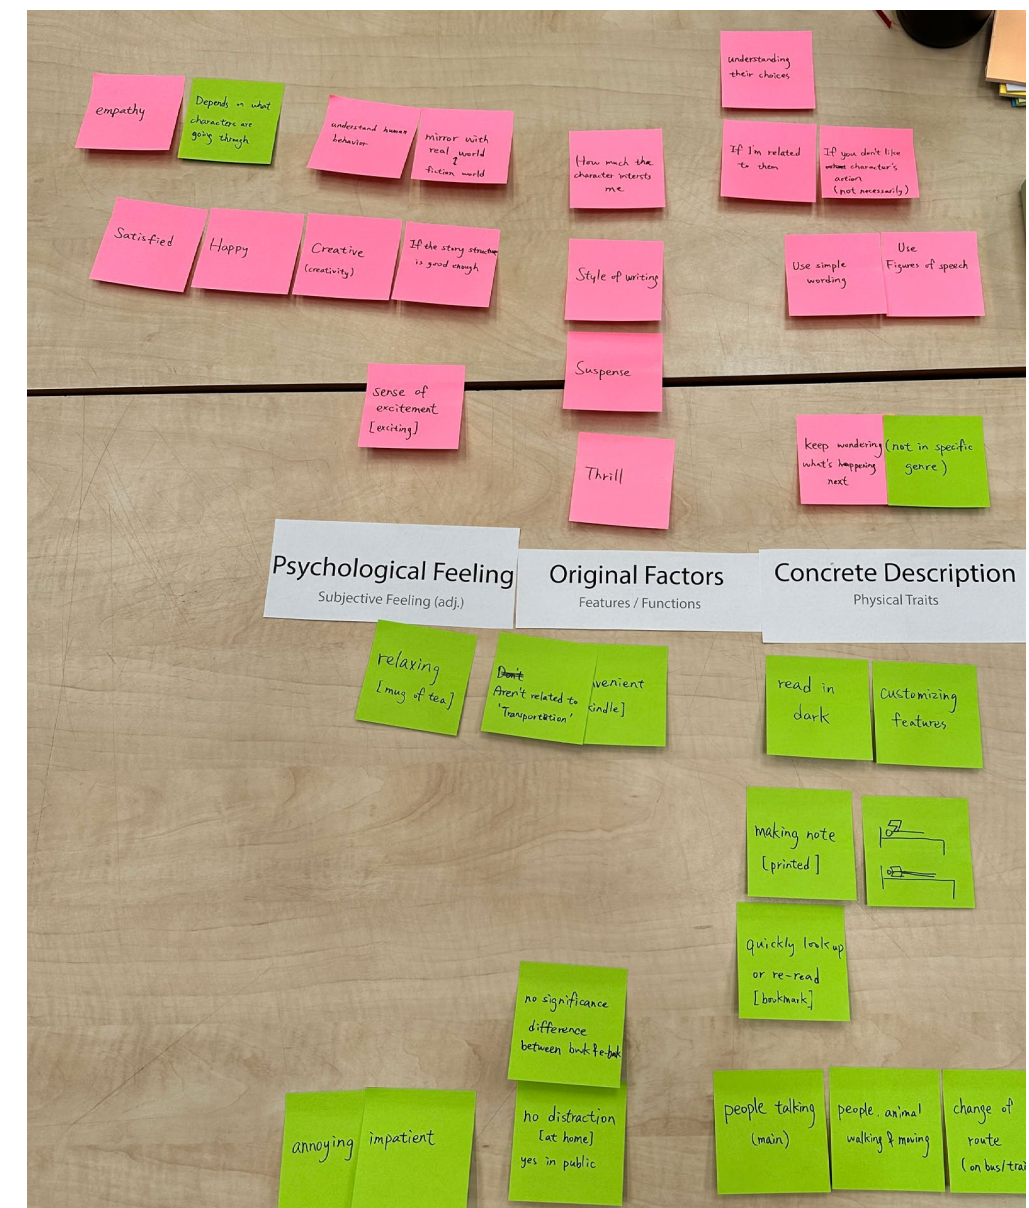 understanding
their choices
empathy
Depends on what
characters are
going through
understand human
behavior
mirror with
real world
fiction world
How much the
character intersts
me
If I'm related
to them
If you don't like
character's
action
(not necessarily)
Satisfied
Happy
Creative
(creativity)
If the story structure
is good enough
Style of writing
Use simple
wording
Use
Figures of speech
Suspense
sense of
excitement
[exciting]
Thrill
keep wondering
what's happening
next
(not in specific
genre)
Psychological Feeling
Subjective Feeling (adj.)
Original Factors
Features / Functions
Concrete Description
Physical Traits
relaxing
[mug of tea]
Don't
Aren't related to
'Transportation'
venient
kindle]
read in
dark
customizing
features
making note
[printed]
quickly look up
or re-read
[bookmark]
no significance
difference
between book & e-book
no distraction
[at home]
yes in public
annoying
impatient
people talking
(main)
people, animal
walking & moving
change of
route
(on bus/trai